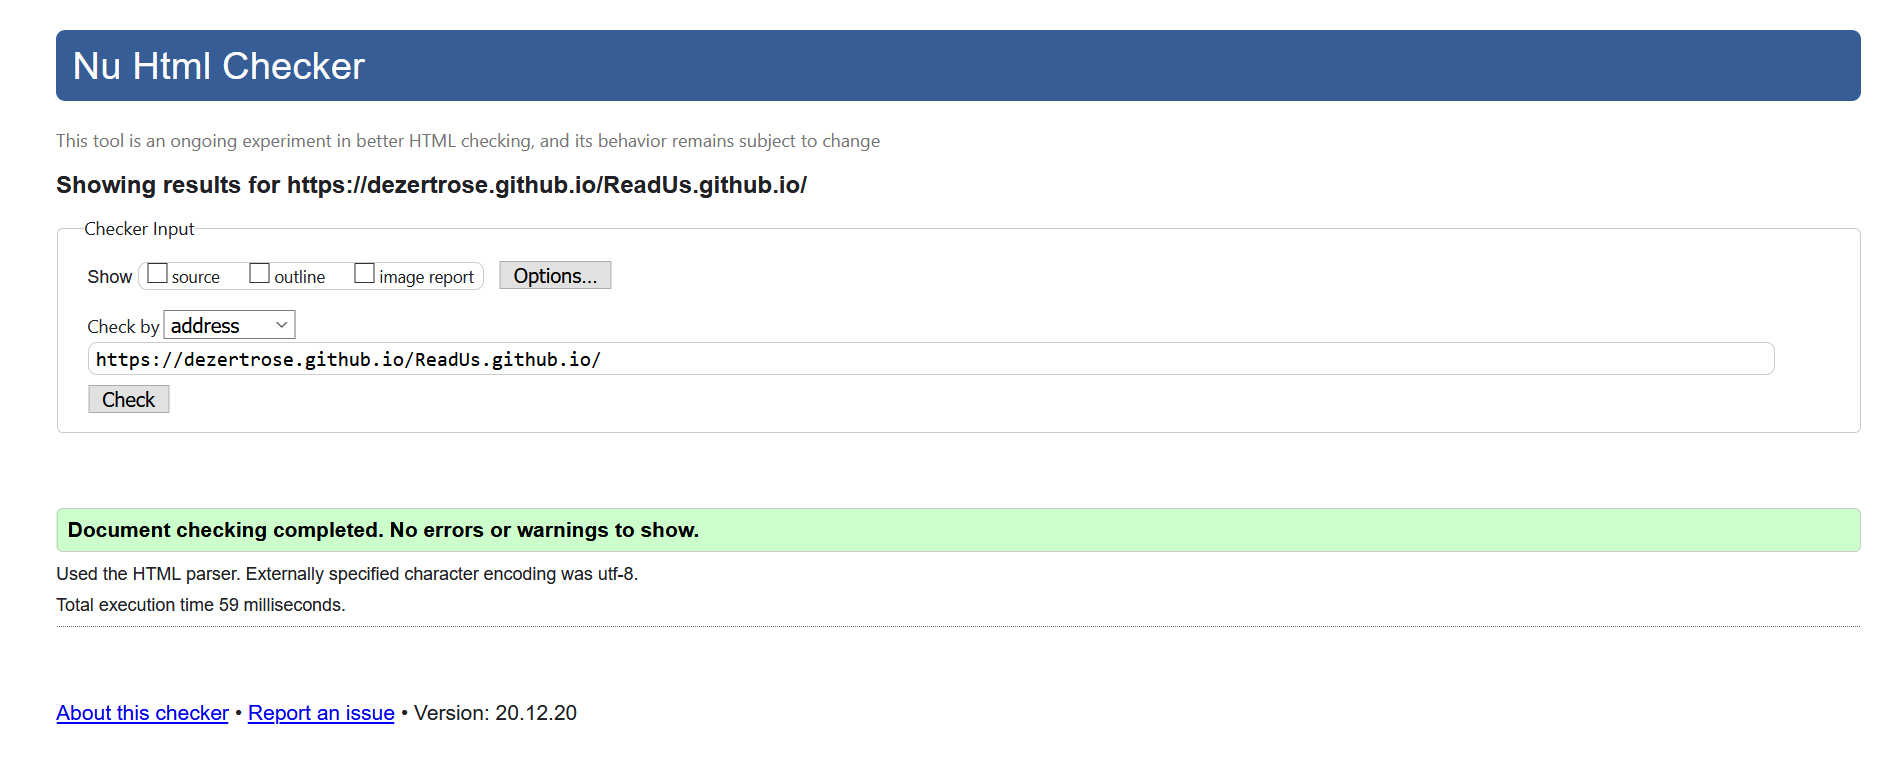 Nu Html Checker
This tool is an ongoing experiment in better HTML checking, and its behavior remains subject to change
Showing results for https://dezertrose.github.io/ReadUs.github.io/
Checker Input
Show source outline image report Options...
Check by address
https://dezertrose.github.io/ReadUs.github.io/
Check
Document checking completed. No errors or warnings to show.
Used the HTML parser. Externally specified character encoding was utf-8.
Total execution time 59 milliseconds.
About this checker • Report an issue • Version: 20.12.20